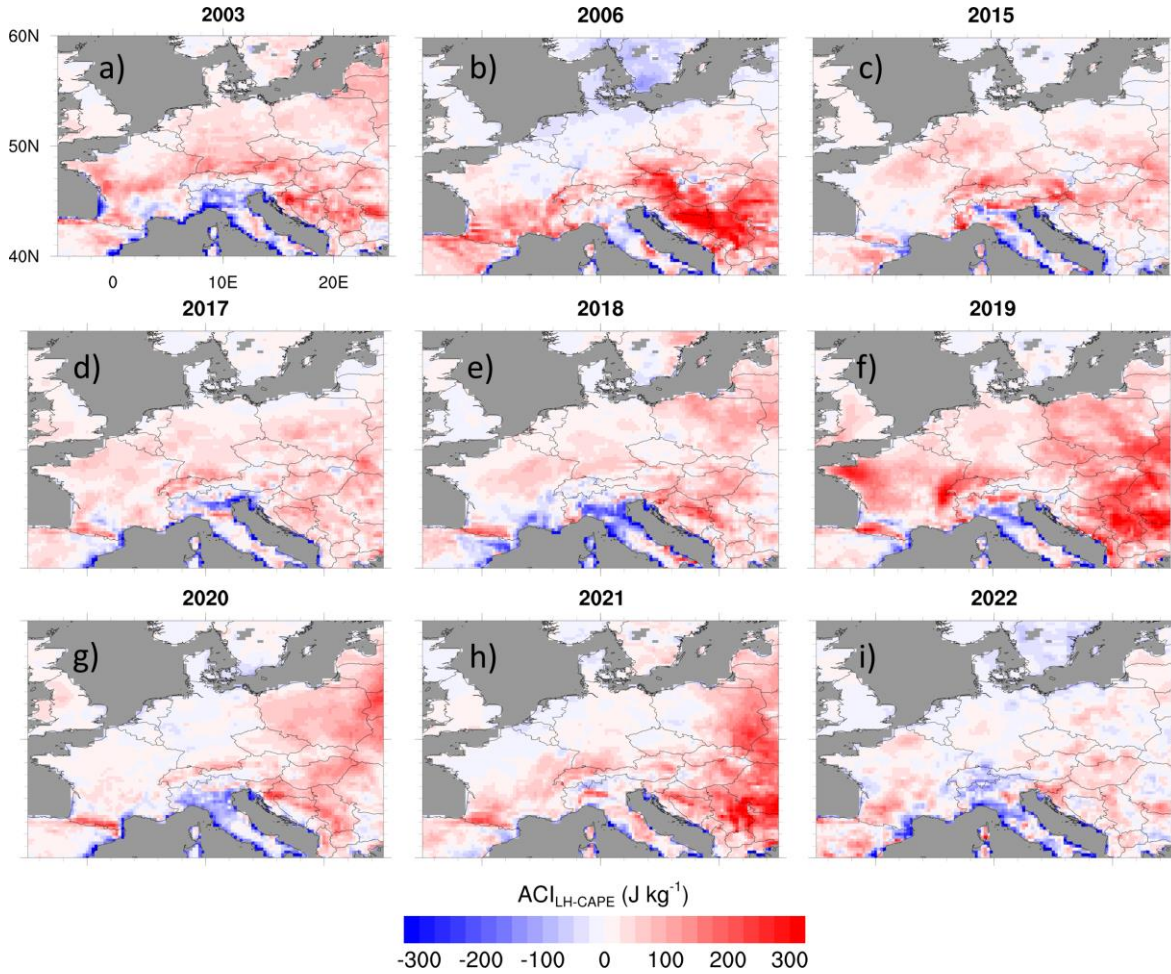 2003 2006 2015
60N
a) b) c)
50N
40N
0 10E 20E
2017 2018 2019
d) e) f)
2020 2021 2022
g) h) i)
ACI_LH-CAPE (J kg⁻¹)
-300 -200 -100 0 100 200 300